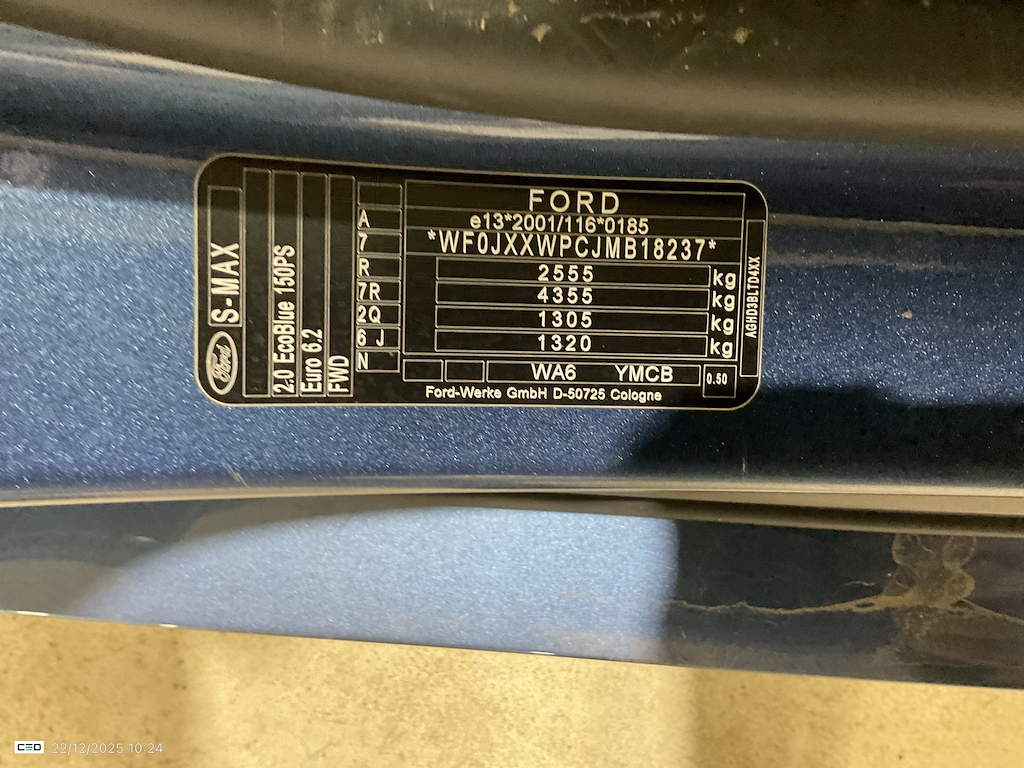 FORD
e13*2001/116*0185
*WF0JXXWPCJMB18237*
2555 kg
4355 kg
1305 kg
1320 kg
WA6 YMCB 0.50
Ford-Werke GmbH D-50725 Cologne
A
7
R
7R
2Q
6 J
N
Ford S-MAX
2.0 EcoBlue 150PS
Euro 6.2
FWD
AGHD3BLTD4XX
CEO 22/12/2025 10:24